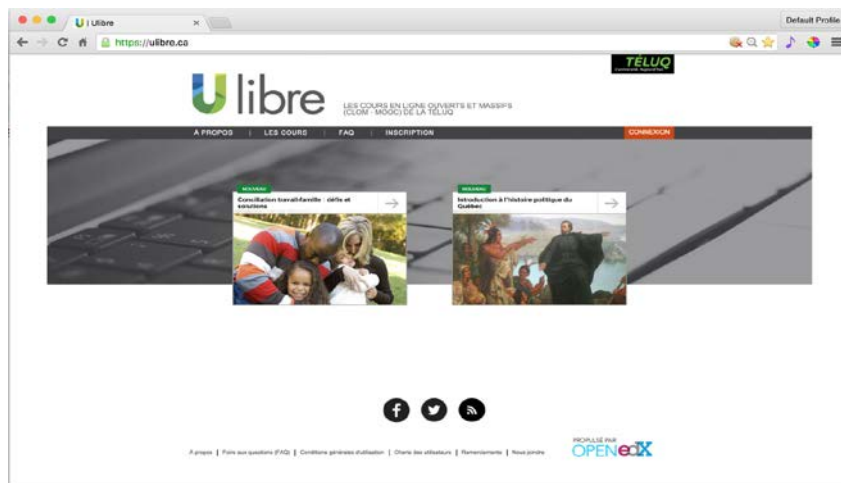 U | Ulibre
Default Profile
https://ulibre.ca
TÉLUQ
U libre
LES COURS EN LIGNE OUVERTS ET MASSIFS
(CLOM - MOOC) DE LA TÉLUQ
À PROPOS | LES COURS | FAQ | INSCRIPTION
CONNEXION
NOUVEAU
Conciliation travail-famille : défis et
solutions
NOUVEAU
Introduction à l'histoire politique du
Québec
À propos | Foire aux questions (FAQ) | Conditions générales d'utilisation | Charte des utilisateurs | Remerciements | Nous joindre
PROPULSÉ PAR
OPEN edX